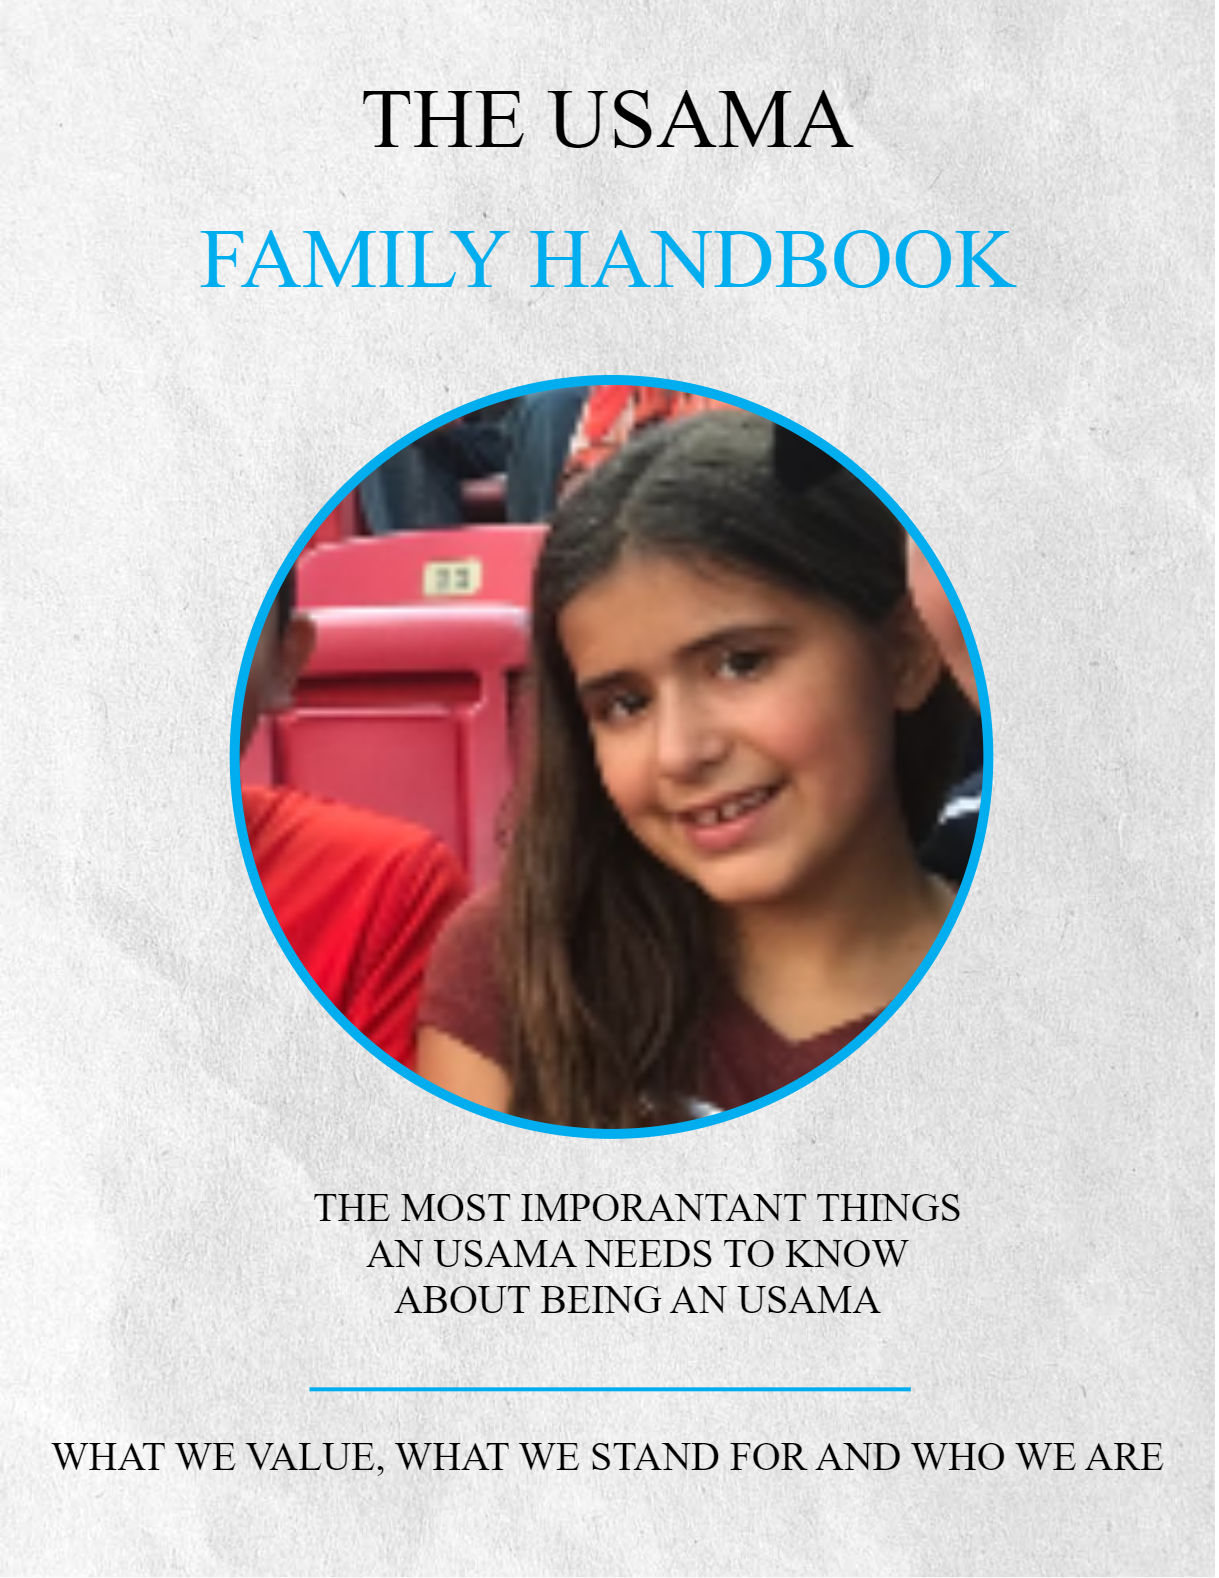 THE USAMA
FAMILY HANDBOOK
THE MOST IMPORANTANT THINGS
AN USAMA NEEDS TO KNOW
ABOUT BEING AN USAMA
WHAT WE VALUE, WHAT WE STAND FOR AND WHO WE ARE